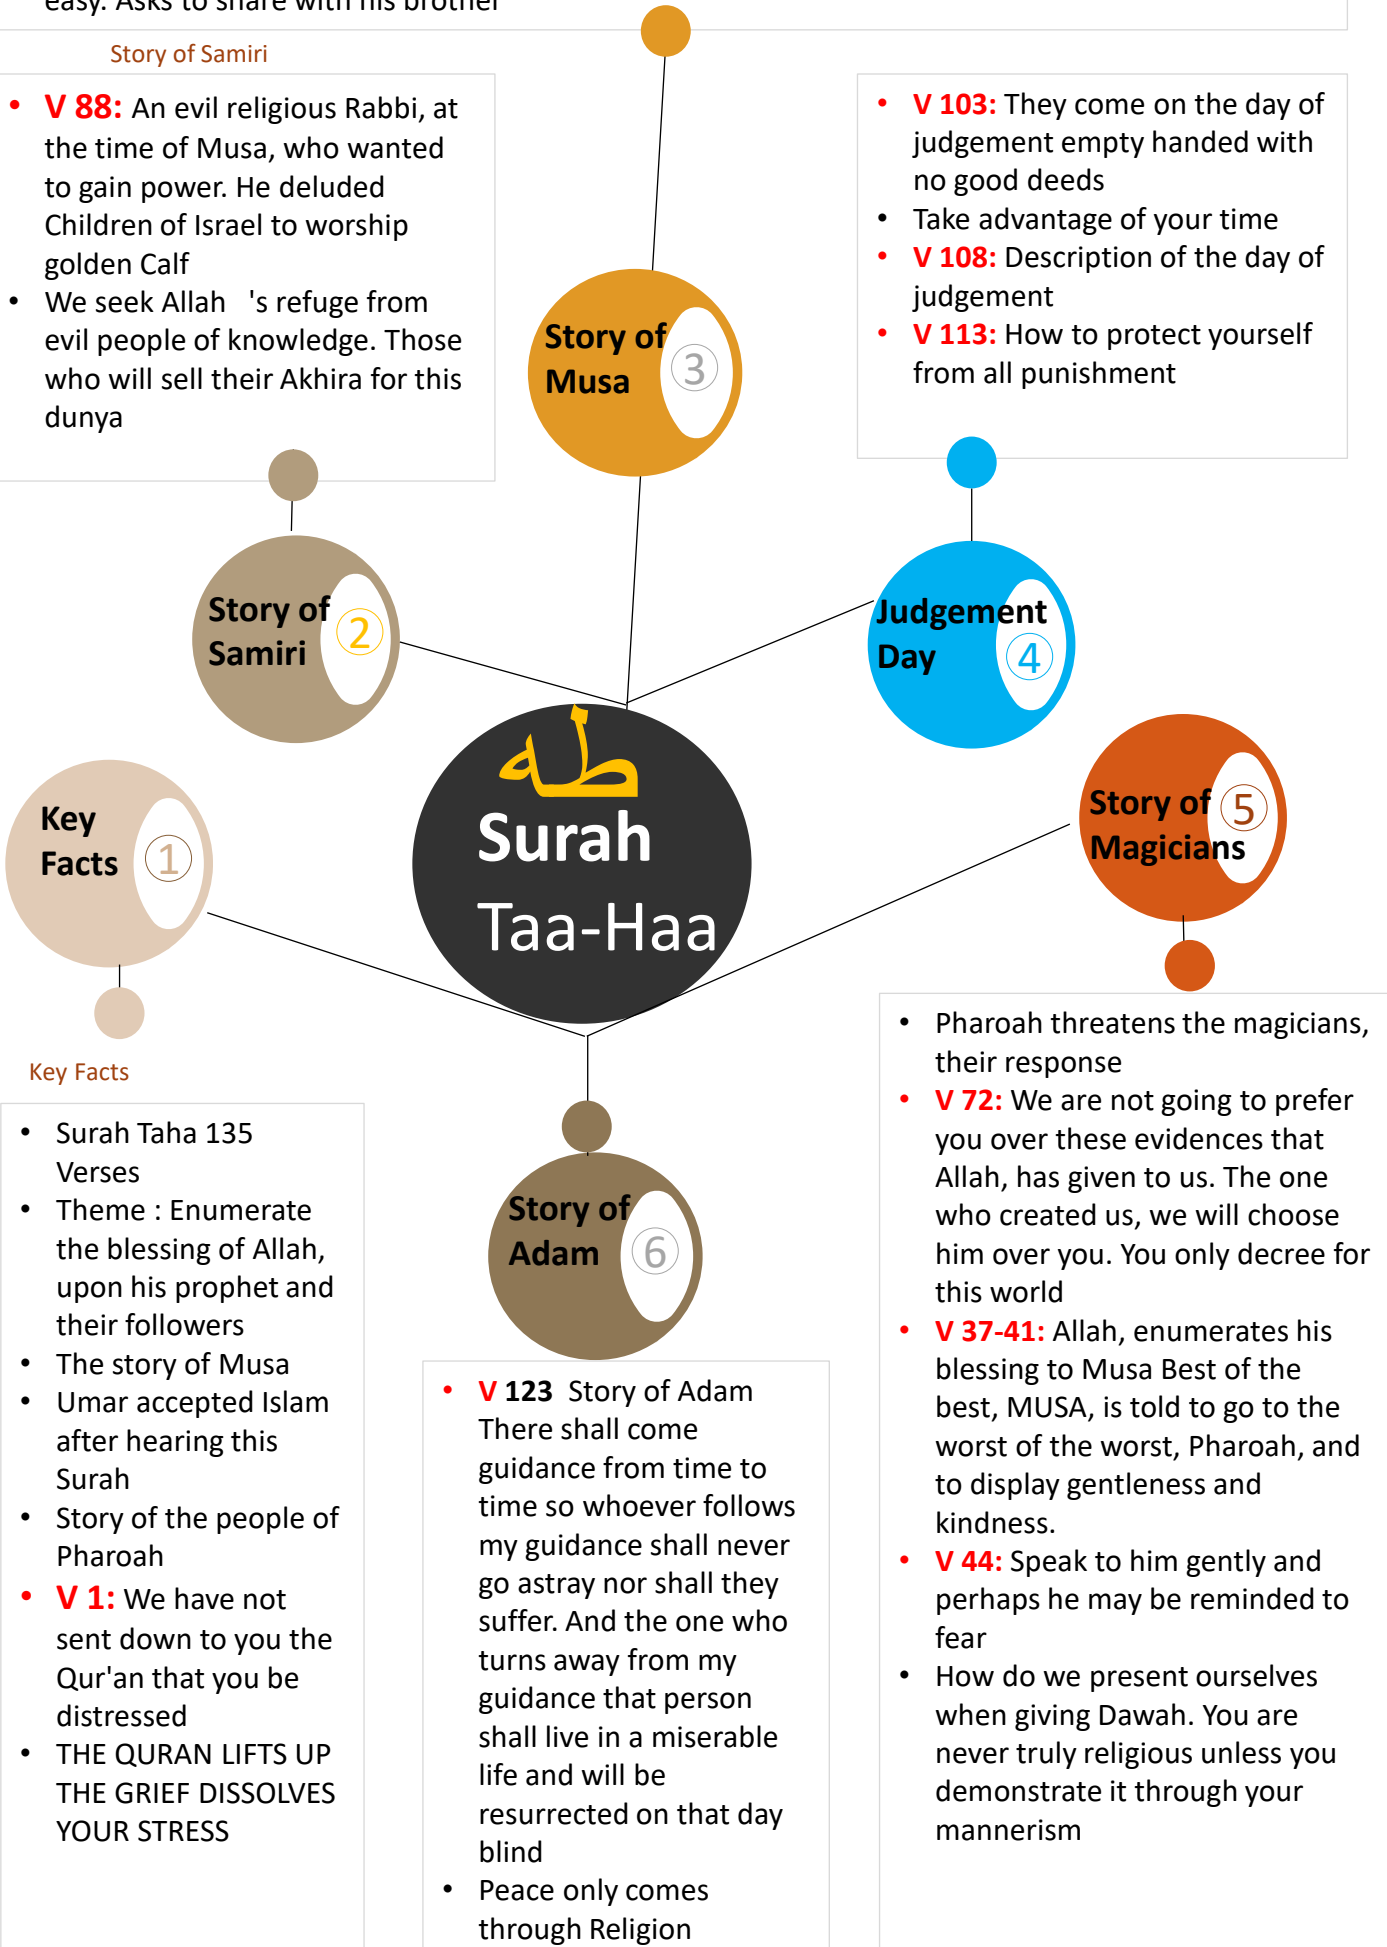 easy. Asks to share with his brother
Story of Samiri
• V 88: An evil religious Rabbi, at
the time of Musa, who wanted
to gain power. He deluded
Children of Israel to worship
golden Calf
• We seek Allah 's refuge from
evil people of knowledge. Those
who will sell their Akhira for this
dunya
Story of
Musa
3
• V 103: They come on the day of
judgement empty handed with
no good deeds
• Take advantage of your time
• V 108: Description of the day of
judgement
• V 113: How to protect yourself
from all punishment
Story of
Samiri
2
Judgement
Day
4
طه
Surah
Taa-Haa
Key
Facts
1
Story of
Magicians
5
Key Facts
• Surah Taha 135
Verses
• Theme : Enumerate
the blessing of Allah,
upon his prophet and
their followers
• The story of Musa
• Umar accepted Islam
after hearing this
Surah
• Story of the people of
Pharoah
• V 1: We have not
sent down to you the
Qur'an that you be
distressed
• THE QURAN LIFTS UP
THE GRIEF DISSOLVES
YOUR STRESS
Story of
Adam
6
• V 123 Story of Adam
There shall come
guidance from time to
time so whoever follows
my guidance shall never
go astray nor shall they
suffer. And the one who
turns away from my
guidance that person
shall live in a miserable
life and will be
resurrected on that day
blind
• Peace only comes
through Religion
• Pharoah threatens the magicians,
their response
• V 72: We are not going to prefer
you over these evidences that
Allah, has given to us. The one
who created us, we will choose
him over you. You only decree for
this world
• V 37-41: Allah, enumerates his
blessing to Musa Best of the
best, MUSA, is told to go to the
worst of the worst, Pharoah, and
to display gentleness and
kindness.
• V 44: Speak to him gently and
perhaps he may be reminded to
fear
• How do we present ourselves
when giving Dawah. You are
never truly religious unless you
demonstrate it through your
mannerism